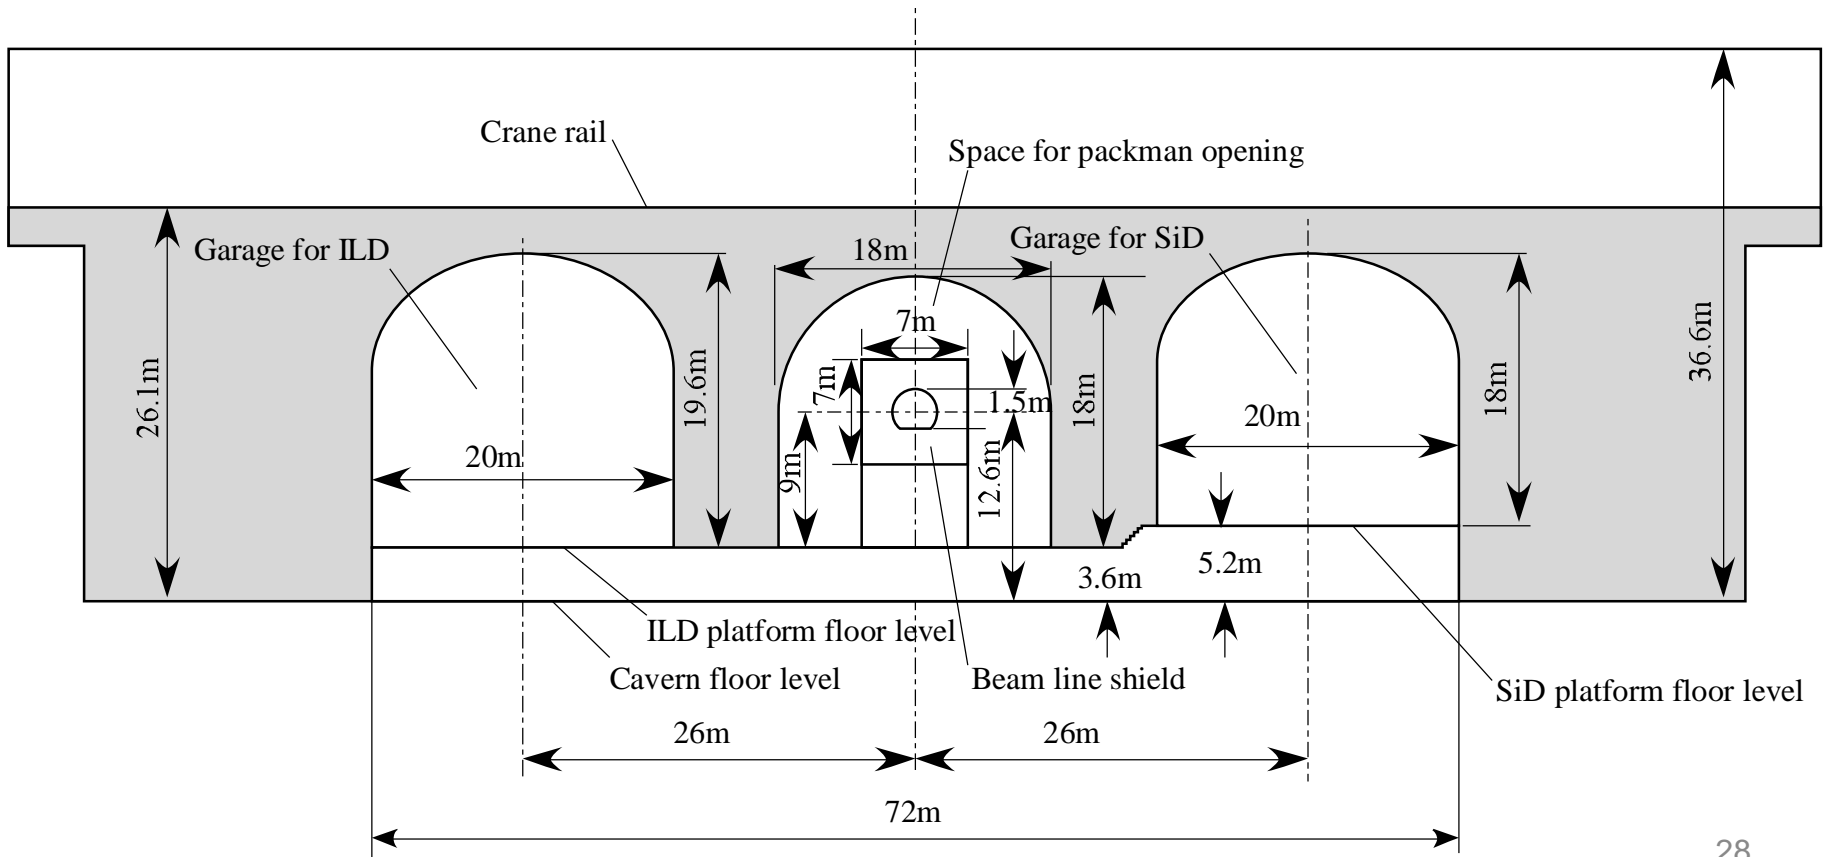 Crane rail
Space for packman opening
Garage for ILD
18m
Garage for SiD
7m
36.6m
26.1m
19.6m
7m
1.5m
18m
18m
20m
20m
9m
12.6m
3.6m
5.2m
ILD platform floor level
Cavern floor level
Beam line shield
SiD platform floor level
26m
26m
72m
28